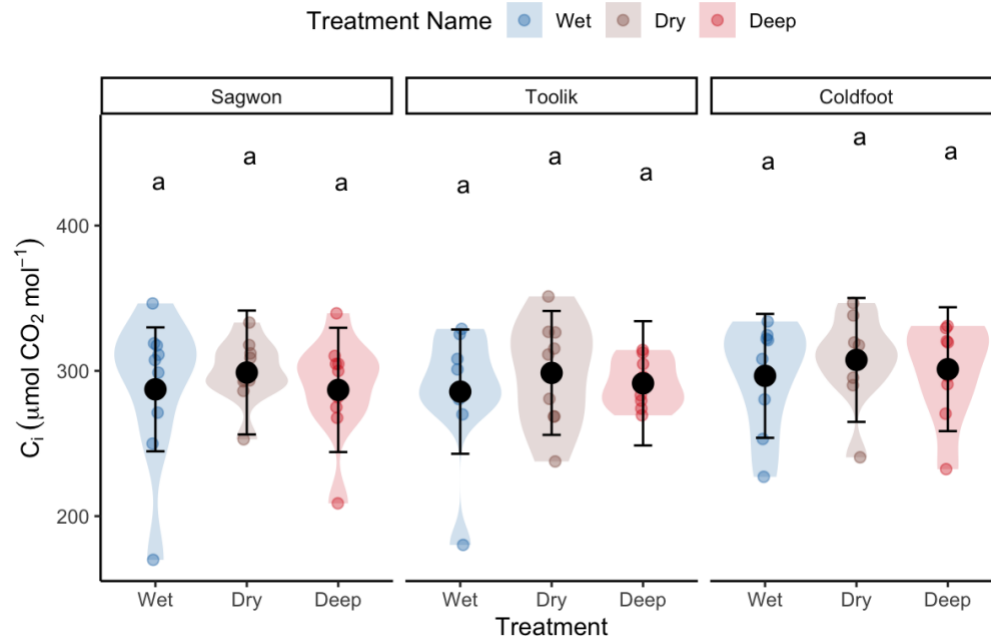 Treatment Name Wet Dry Deep
Sagwon Toolik Coldfoot
a a a a a a a a a
400
300
200
Cᵢ (μmol CO₂ mol⁻¹)
Wet Dry Deep Wet Dry Deep Wet Dry Deep
Treatment